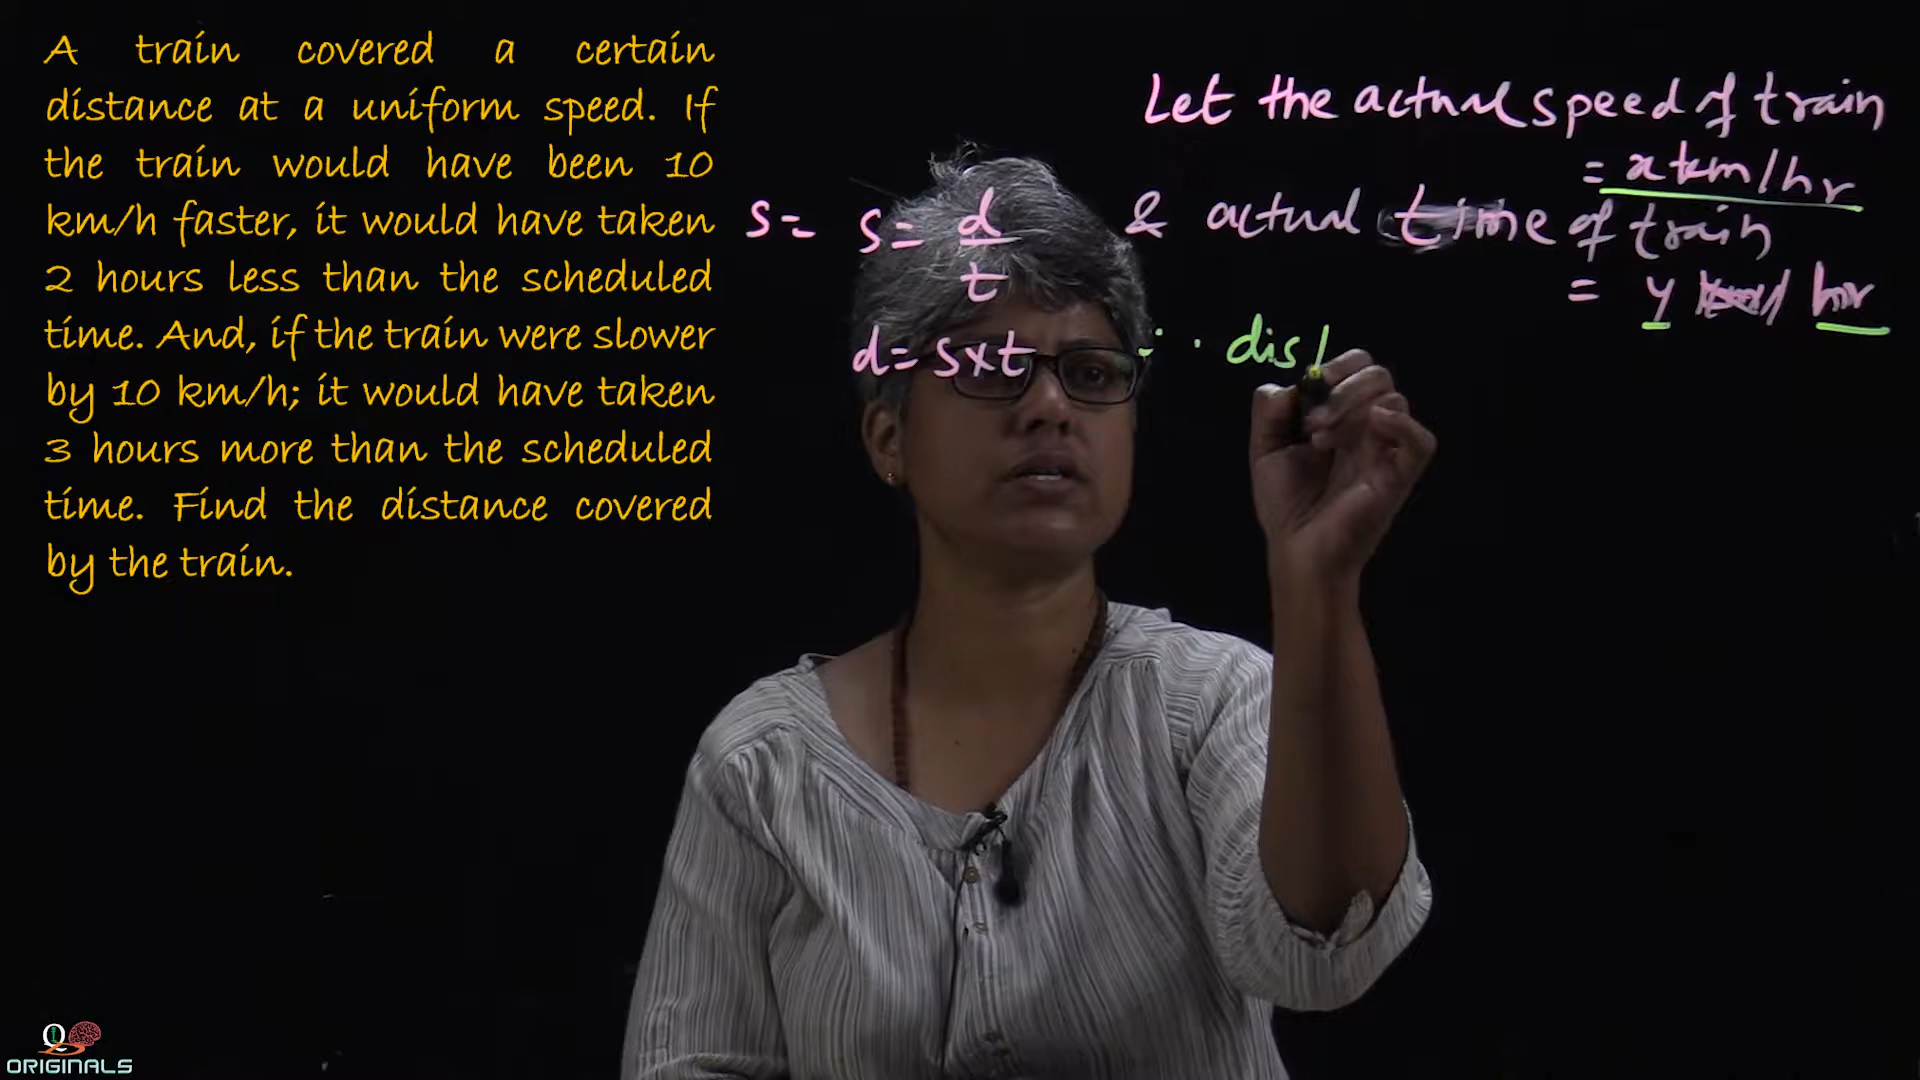 A train covered a certain
distance at a uniform speed. If
the train would have been 10
km/h faster, it would have taken
2 hours less than the scheduled
time. And, if the train were slower
by 10 km/h; it would have taken
3 hours more than the scheduled
time. Find the distance covered
by the train.
Let the actual speed of train
= x km/hr
& actual time of train
= y hr
S = S = d/t
d = s x t
∴ dist
Q
ORIGINALS